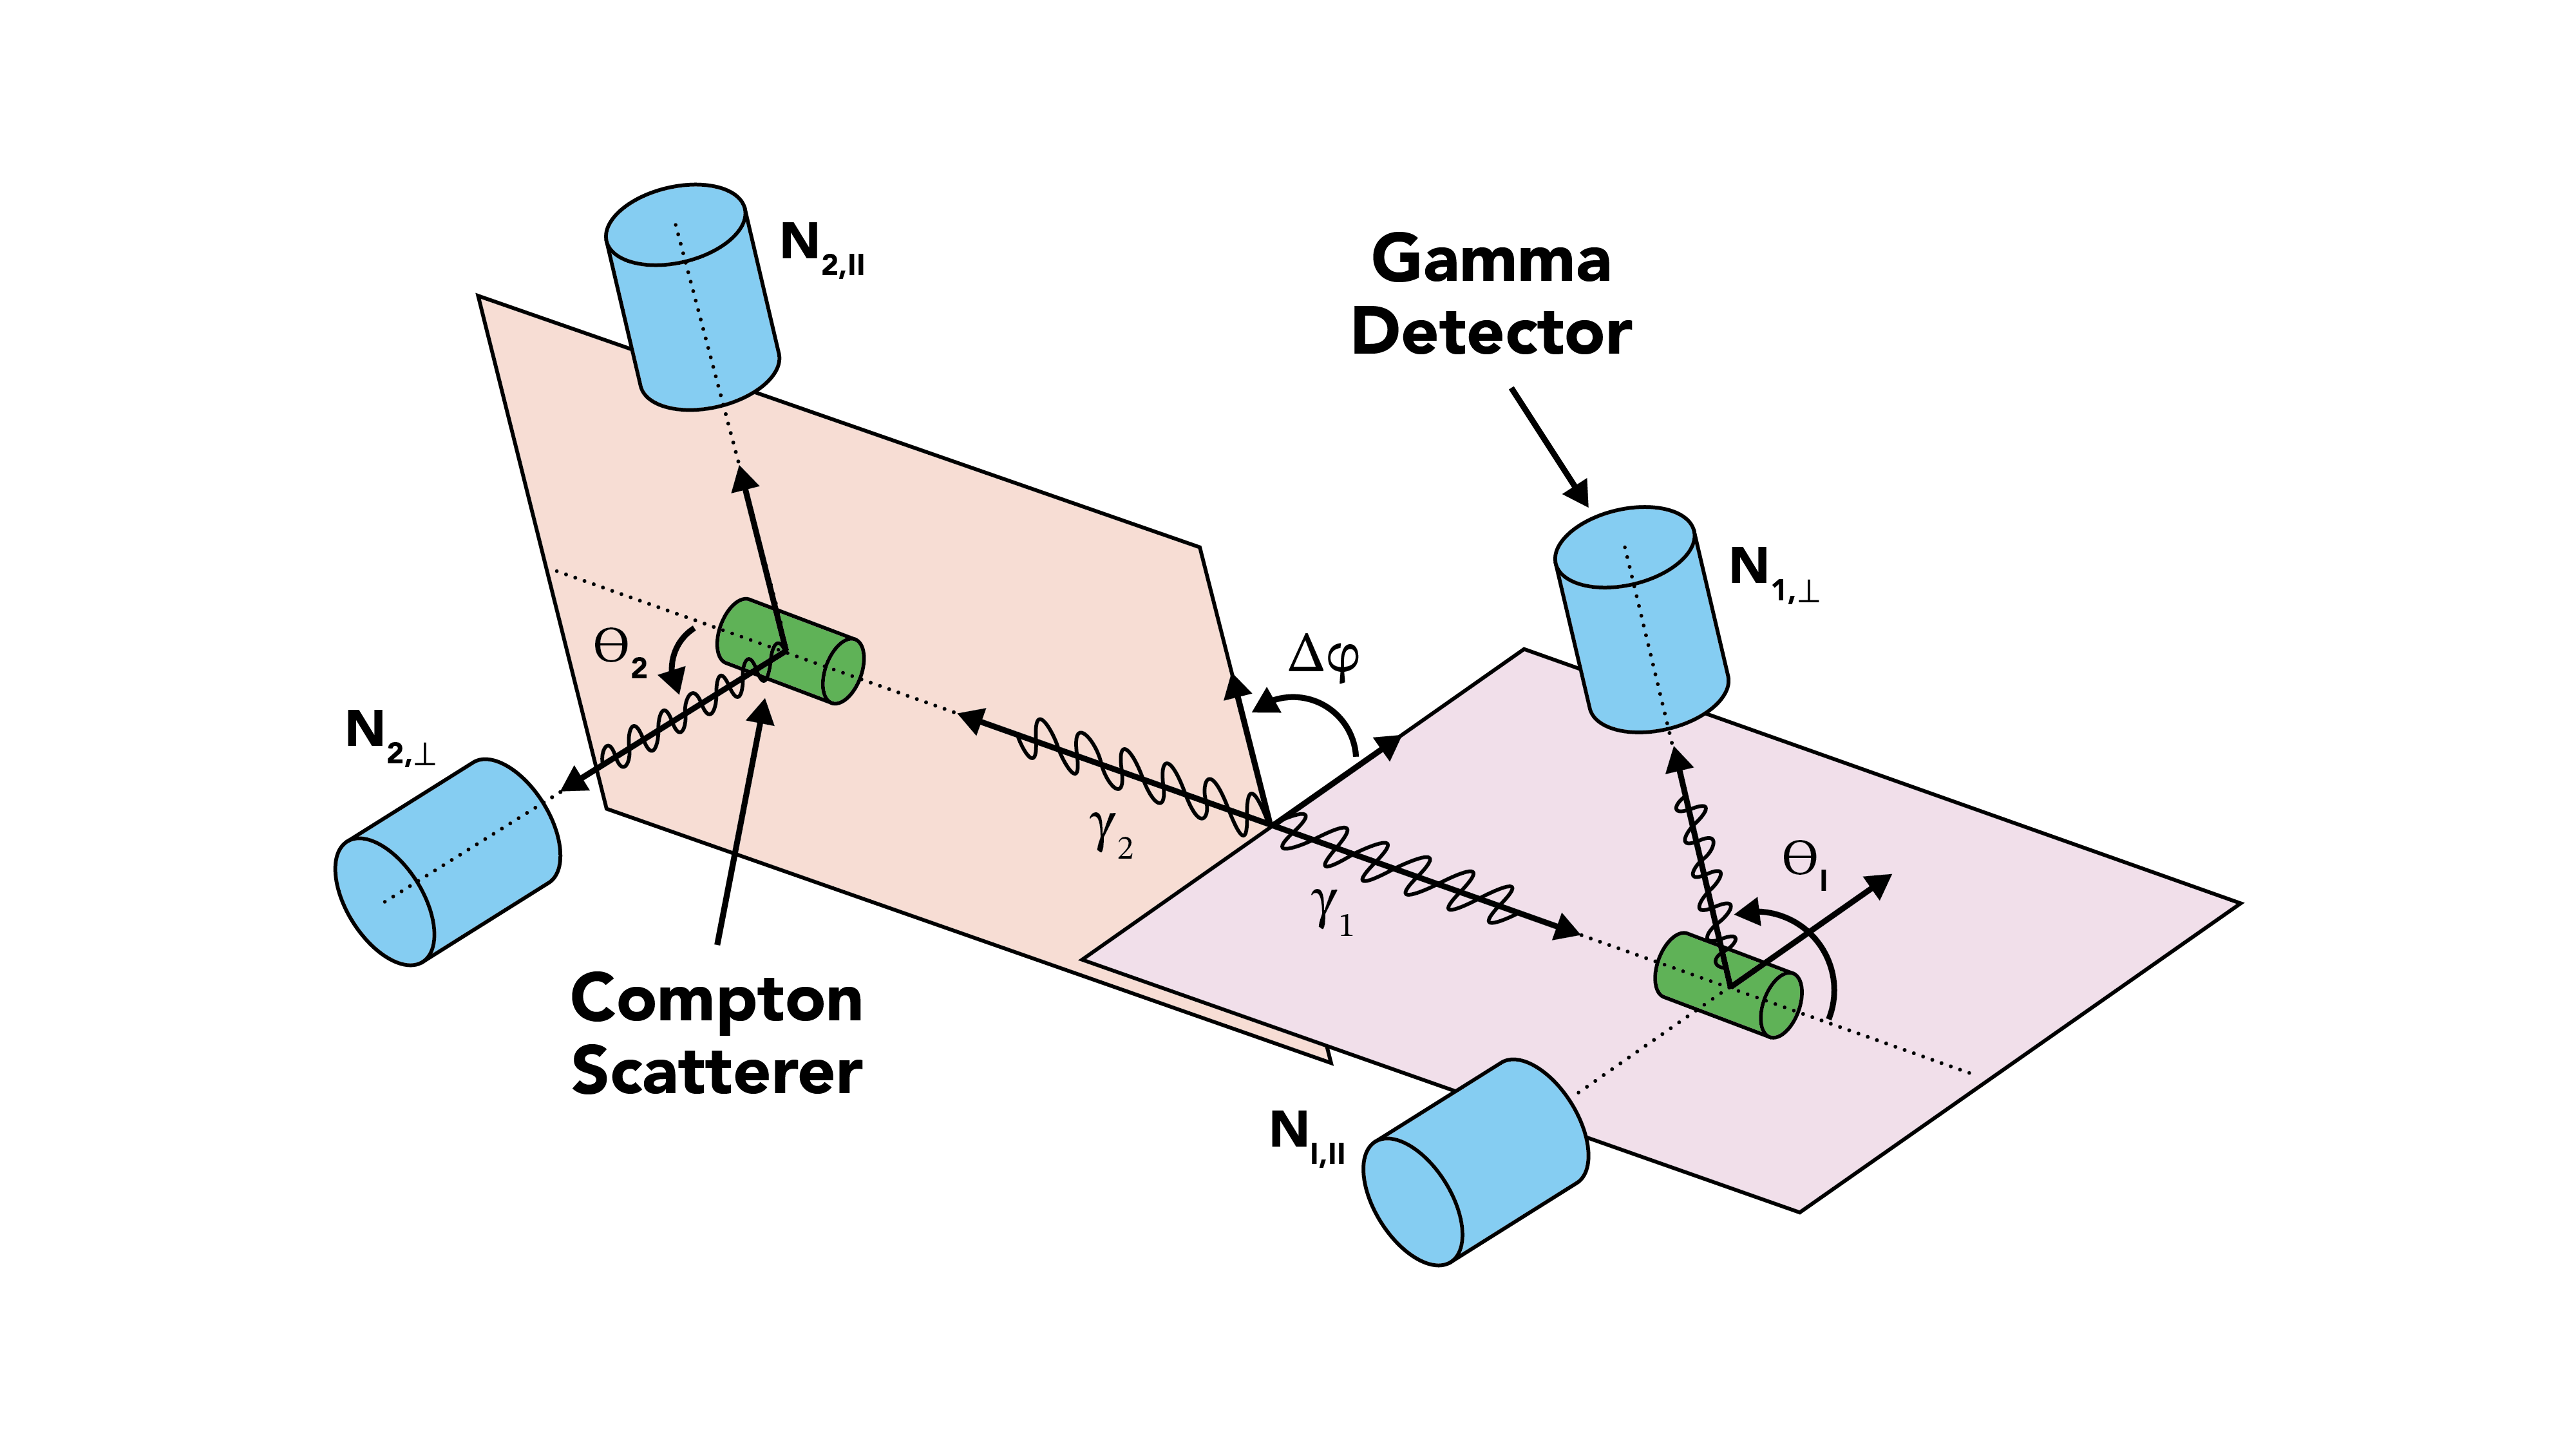 N2,II
Gamma
Detector
N1,⊥
Δφ
Θ2
N2,⊥
γ2
γ1
ΘI
Compton
Scatterer
NI,II